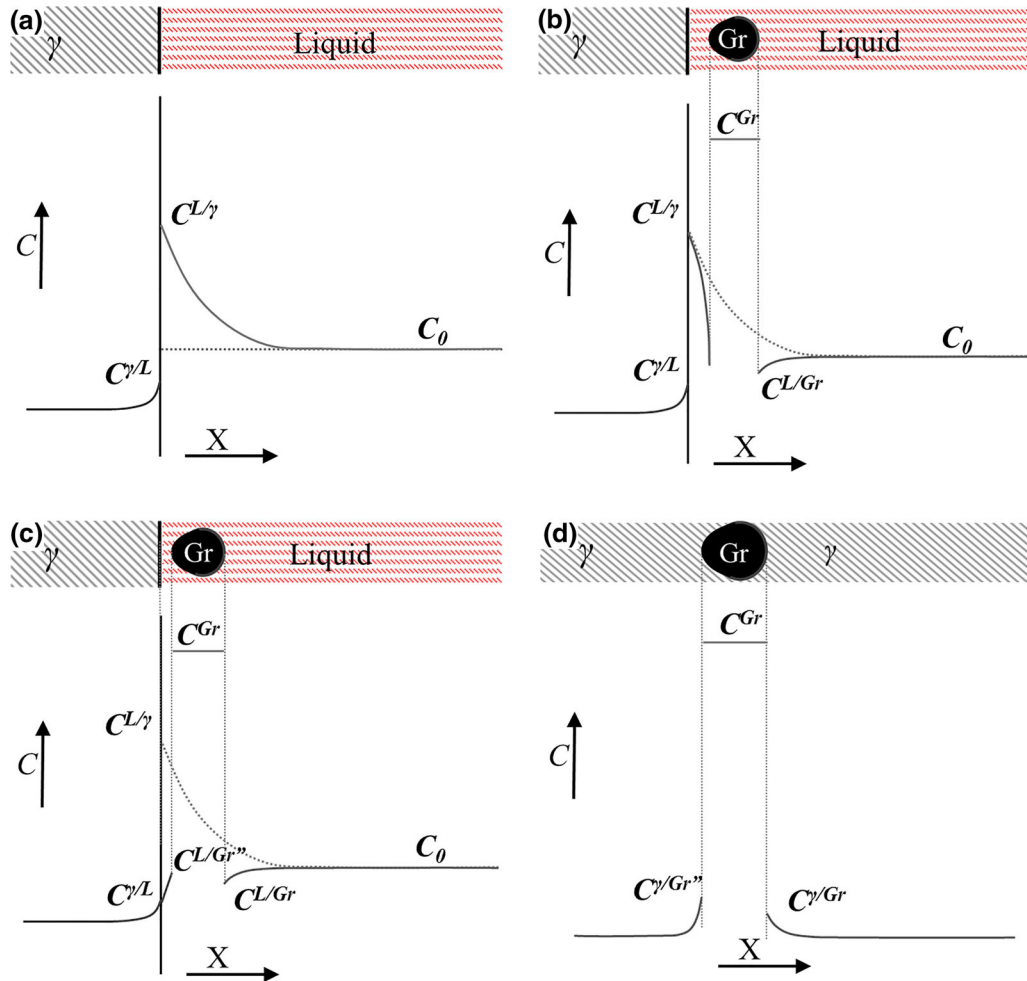 (a)
γ
Liquid
C^{L/γ}
C
C_0
C^{γ/L}
X
(b)
γ
Gr
Liquid
C^{Gr}
C^{L/γ}
C
C_0
C^{γ/L}
C^{L/Gr}
X
(c)
γ
Gr
Liquid
C^{Gr}
C^{L/γ}
C
C^{L/Gr”}
C_0
C^{γ/L}
C^{L/Gr}
X
(d)
γ
Gr
γ
C^{Gr}
C
C^{γ/Gr”}
C^{γ/Gr}
X